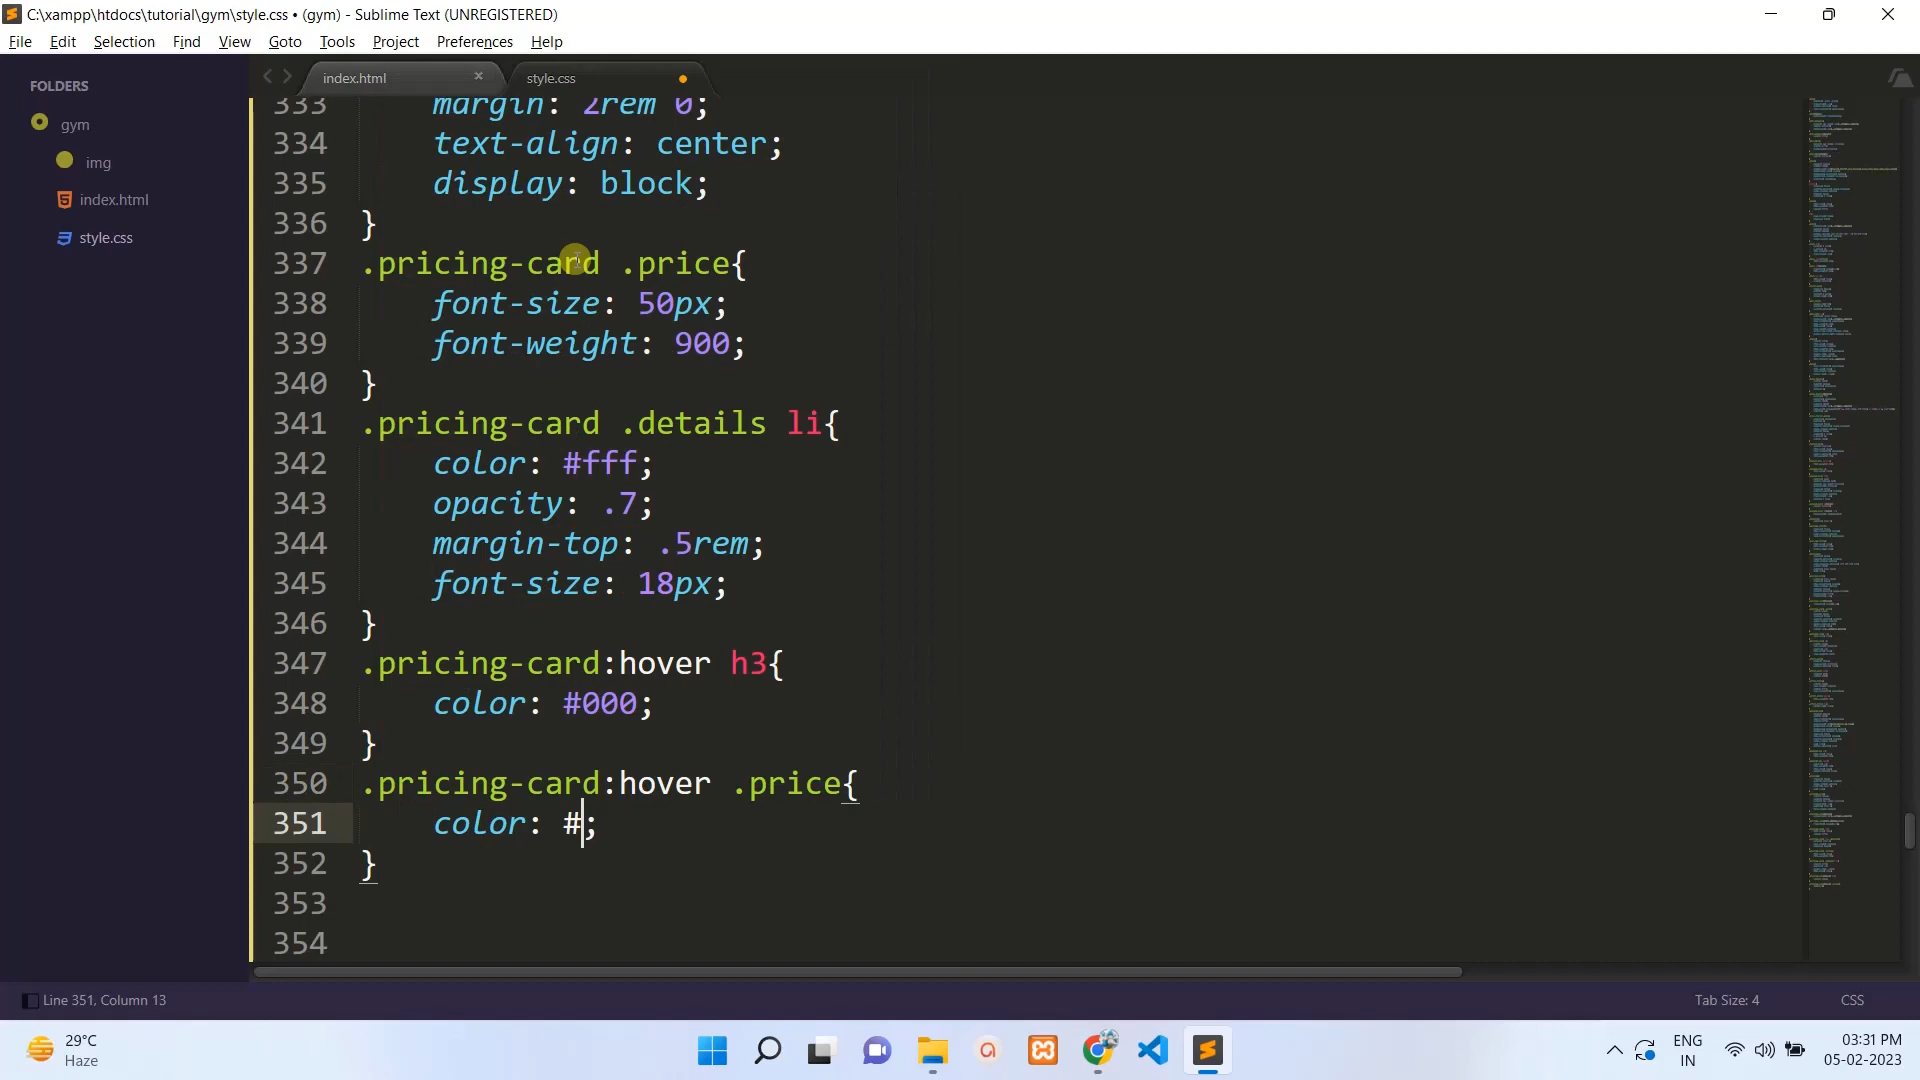 C:\xampp\htdocs\tutorial\gym\style.css • (gym) - Sublime Text (UNREGISTERED)
File Edit Selection Find View Goto Tools Project Preferences Help
FOLDERS
gym
img
index.html
style.css
index.html
style.css
333 margin: 2rem 0;
334 text-align: center;
335 display: block;
336 }
337 .pricing-card .price{
338 font-size: 50px;
339 font-weight: 900;
340 }
341 .pricing-card .details li{
342 color: #fff;
343 opacity: .7;
344 margin-top: .5rem;
345 font-size: 18px;
346 }
347 .pricing-card:hover h3{
348 color: #000;
349 }
350 .pricing-card:hover .price{
351 color: #;
352 }
353
354
Line 351, Column 13
Tab Size: 4
CSS
29°C
Haze
ENG
IN
03:31 PM
05-02-2023